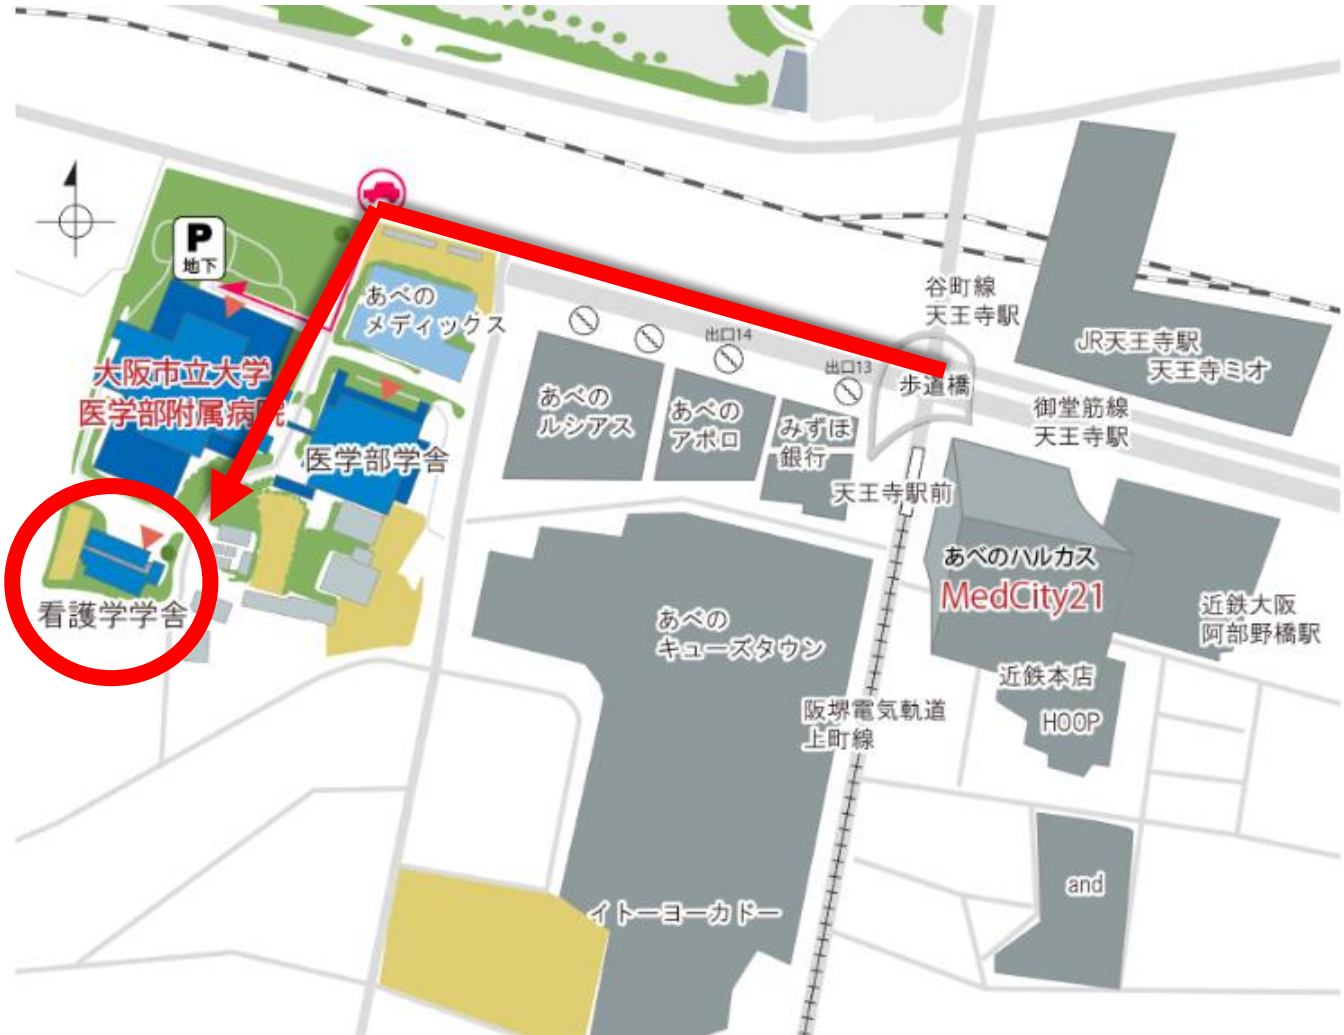 P
地下
あべの
メディックス
大阪市立大学
医学部附属病院
医学部学舎
看護学学舎
出口14
出口13
あべの
ルシアス
あべの
アポロ
みずほ
銀行
歩道橋
谷町線
天王寺駅
JR天王寺駅
天王寺ミオ
御堂筋線
天王寺駅
天王寺駅前
あべのハルカス
MedCity21
近鉄大阪
阿部野橋駅
近鉄本店
HOOP
あべの
キューズタウン
阪堺電気軌道
上町線
イトーヨーカドー
and